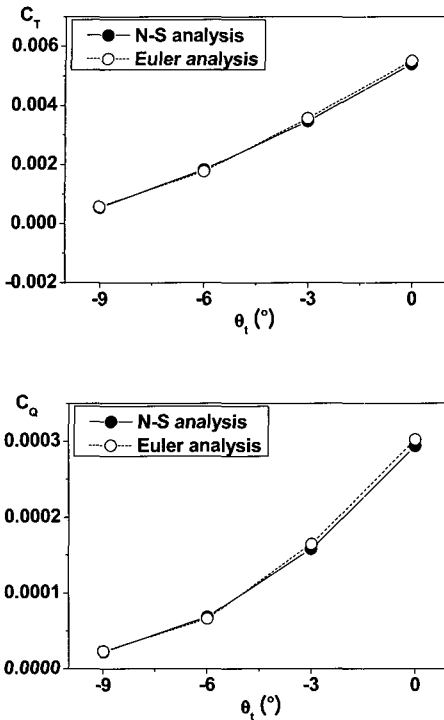 C_T
0.006
N-S analysis
Euler analysis
0.004
0.002
0.000
-0.002
-9 -6 -3 0
θ_t (°)
C_Q
N-S analysis
Euler analysis
0.0003
0.0002
0.0001
0.0000
-9 -6 -3 0
θ_t (°)